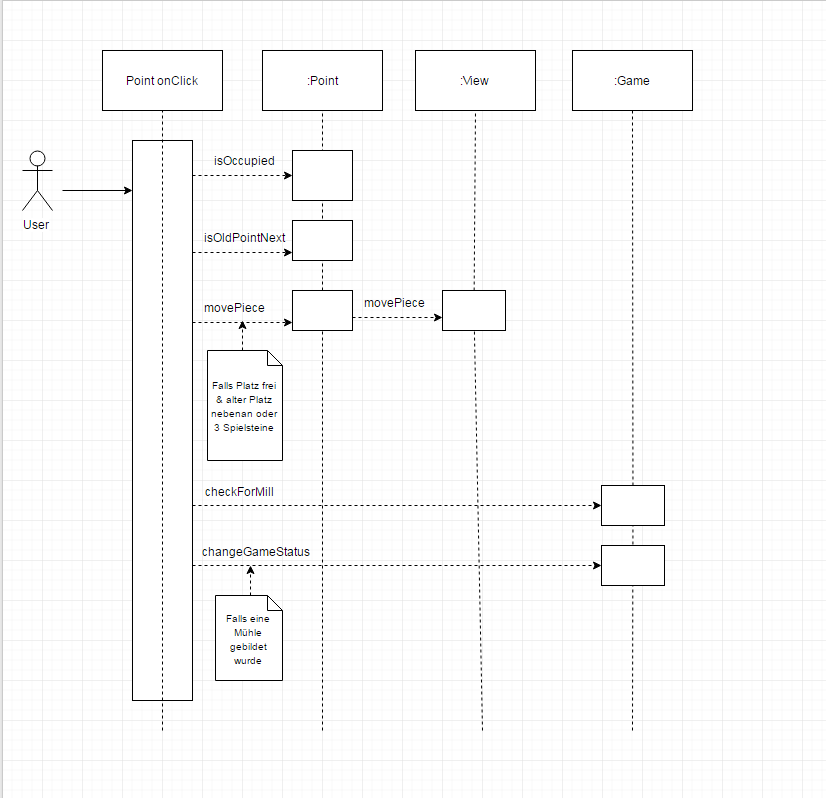 Point onClick
:Point
:View
:Game
User
isOccupied
isOldPointNext
movePiece
movePiece
Falls Platz frei
& alter Platz
nebenan oder
3 Spielsteine
checkForMill
changeGameStatus
Falls eine
Mühle
gebildet
wurde